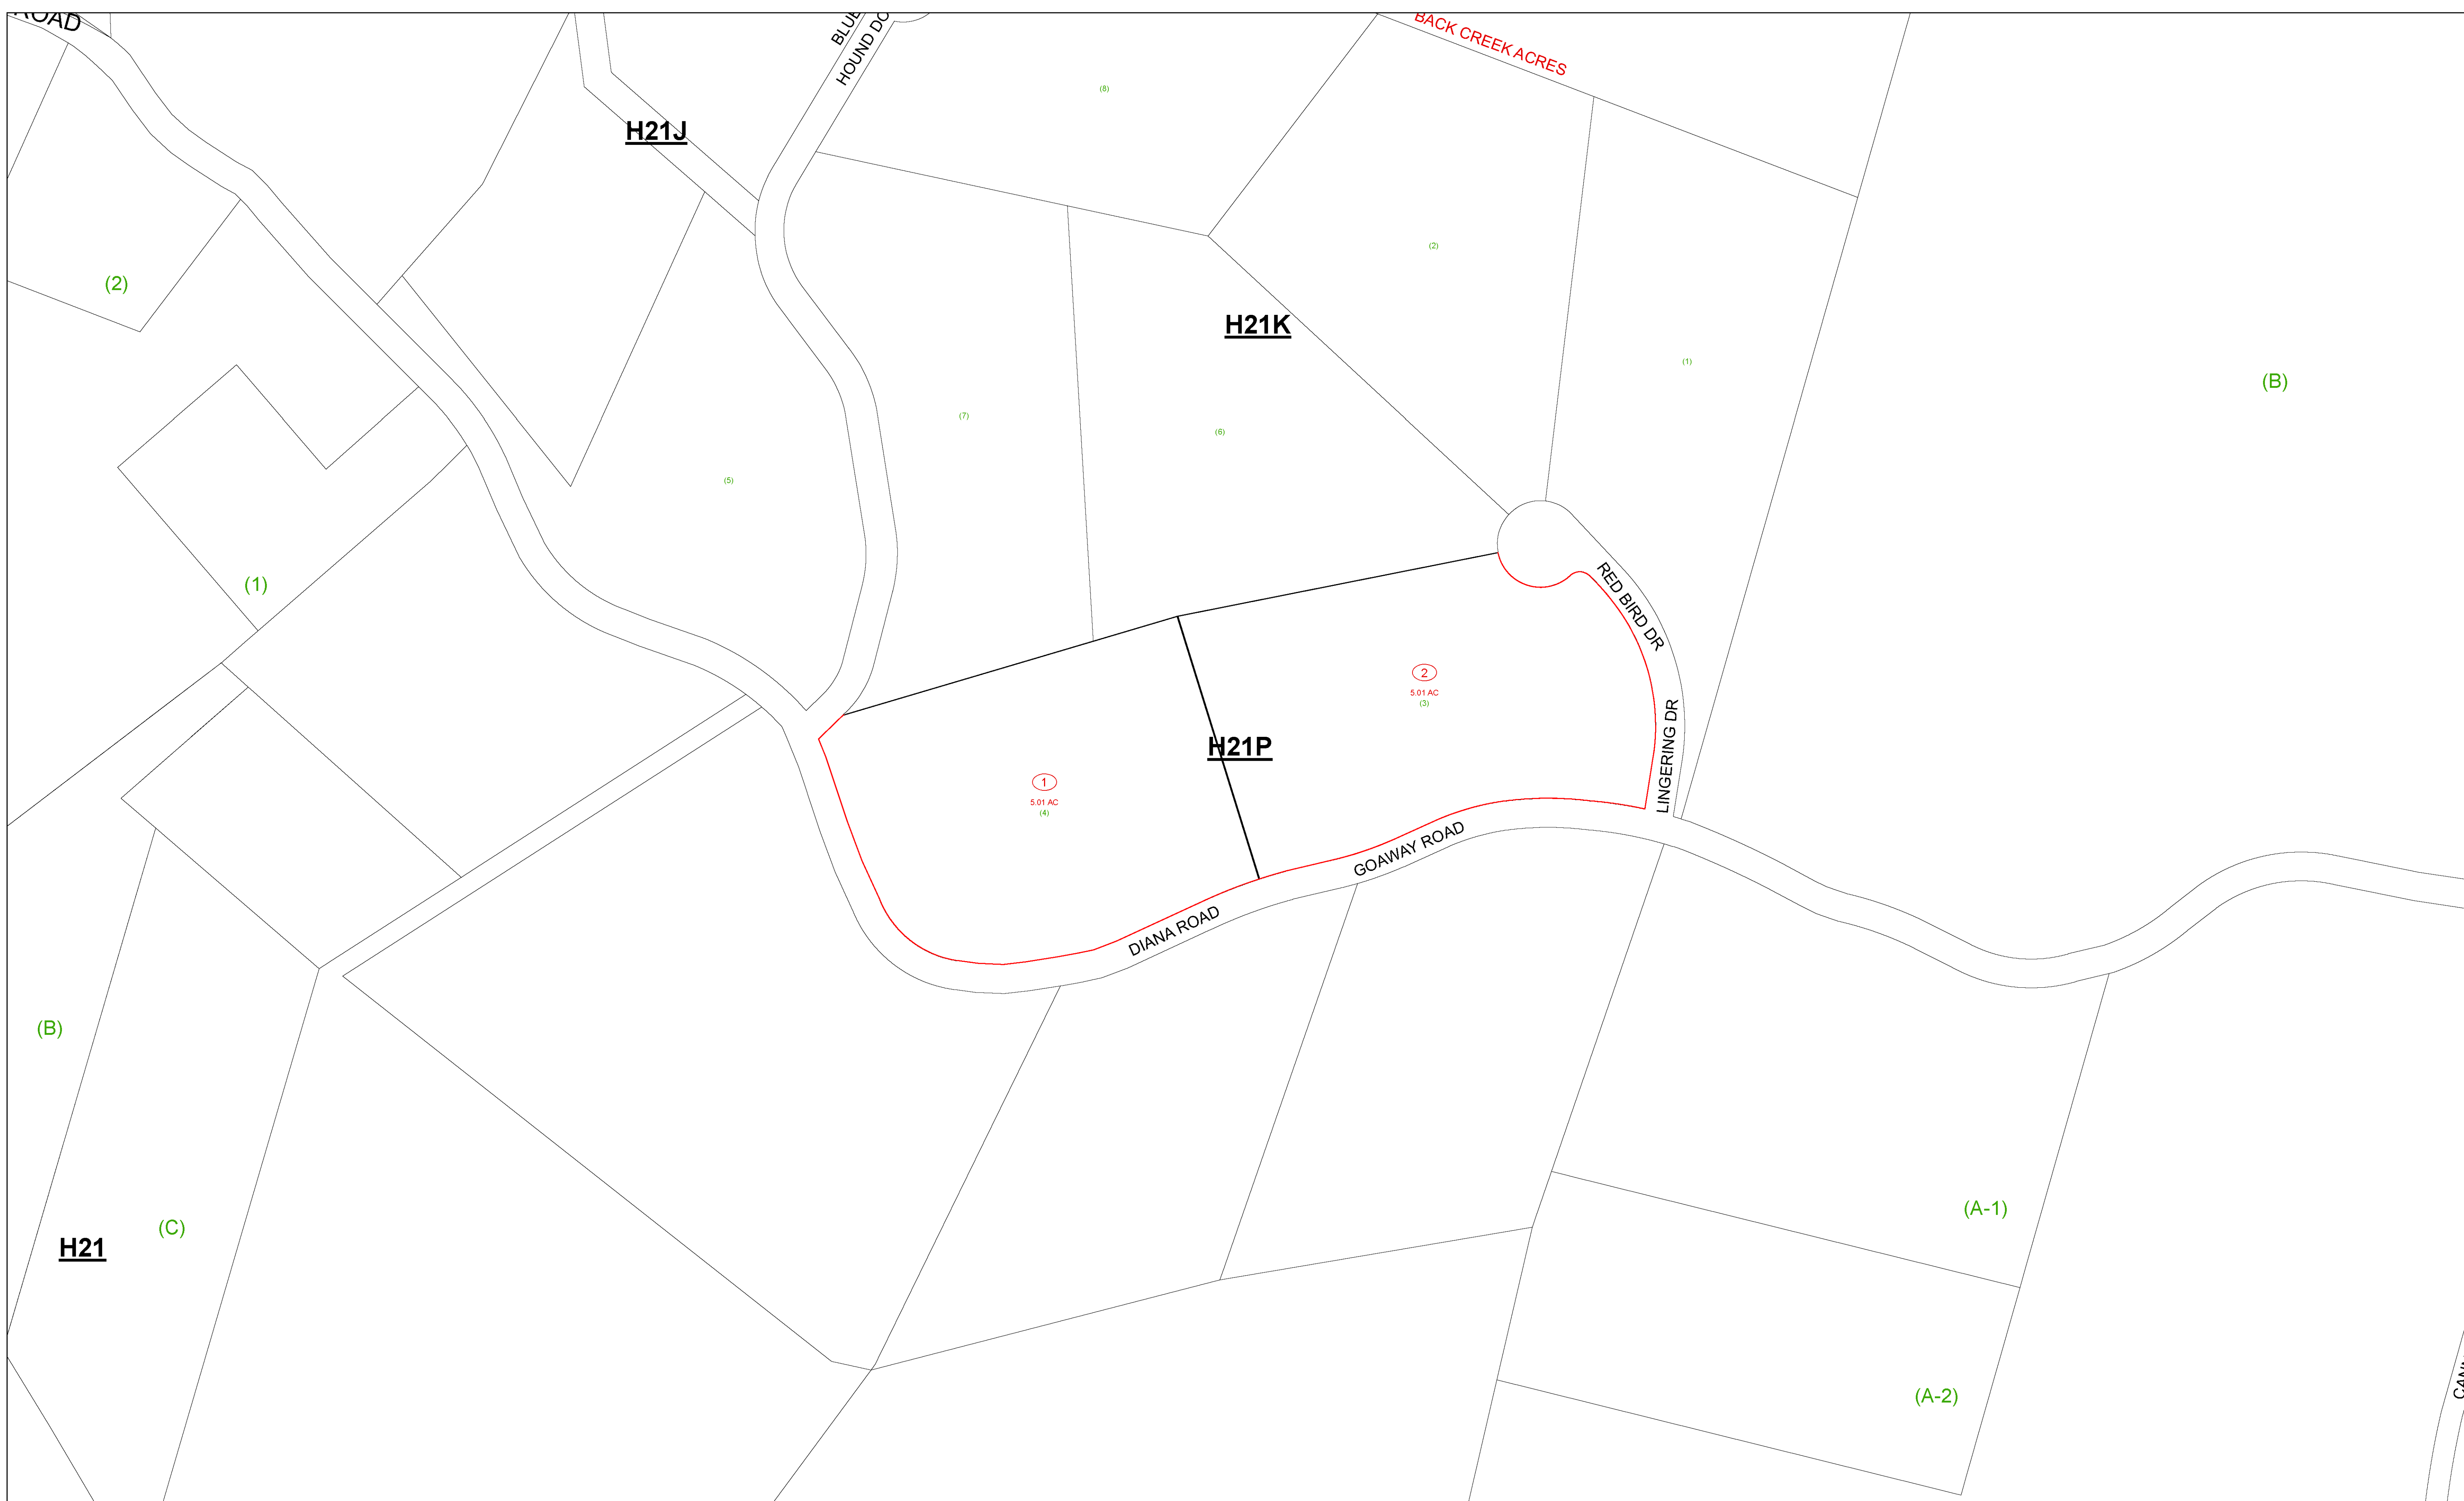 ROAD
BLUE
HOUND DO
BACK CREEK ACRES
(8)
H21J
(2)
(2)
H21K
(1)
(B)
(7)
(6)
(5)
(1)
RED BIRD DR
2
5.01 AC
(3)
LINGERING DR
H21P
1
5.01 AC
(4)
GOAWAY ROAD
DIANA ROAD
(B)
(A-1)
(C)
H21
(A-2)